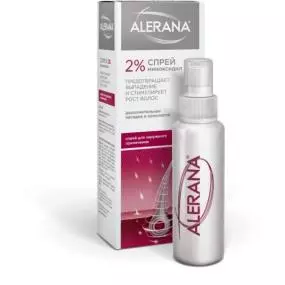 ALERANA®
2% СПРЕЙ
МИНОКСИДИЛ
ПРЕДОТВРАЩАЕТ
ВЫПАДЕНИЕ
И СТИМУЛИРУЕТ
РОСТ ВОЛОС
спрей для наружного
применения
ALERANA®